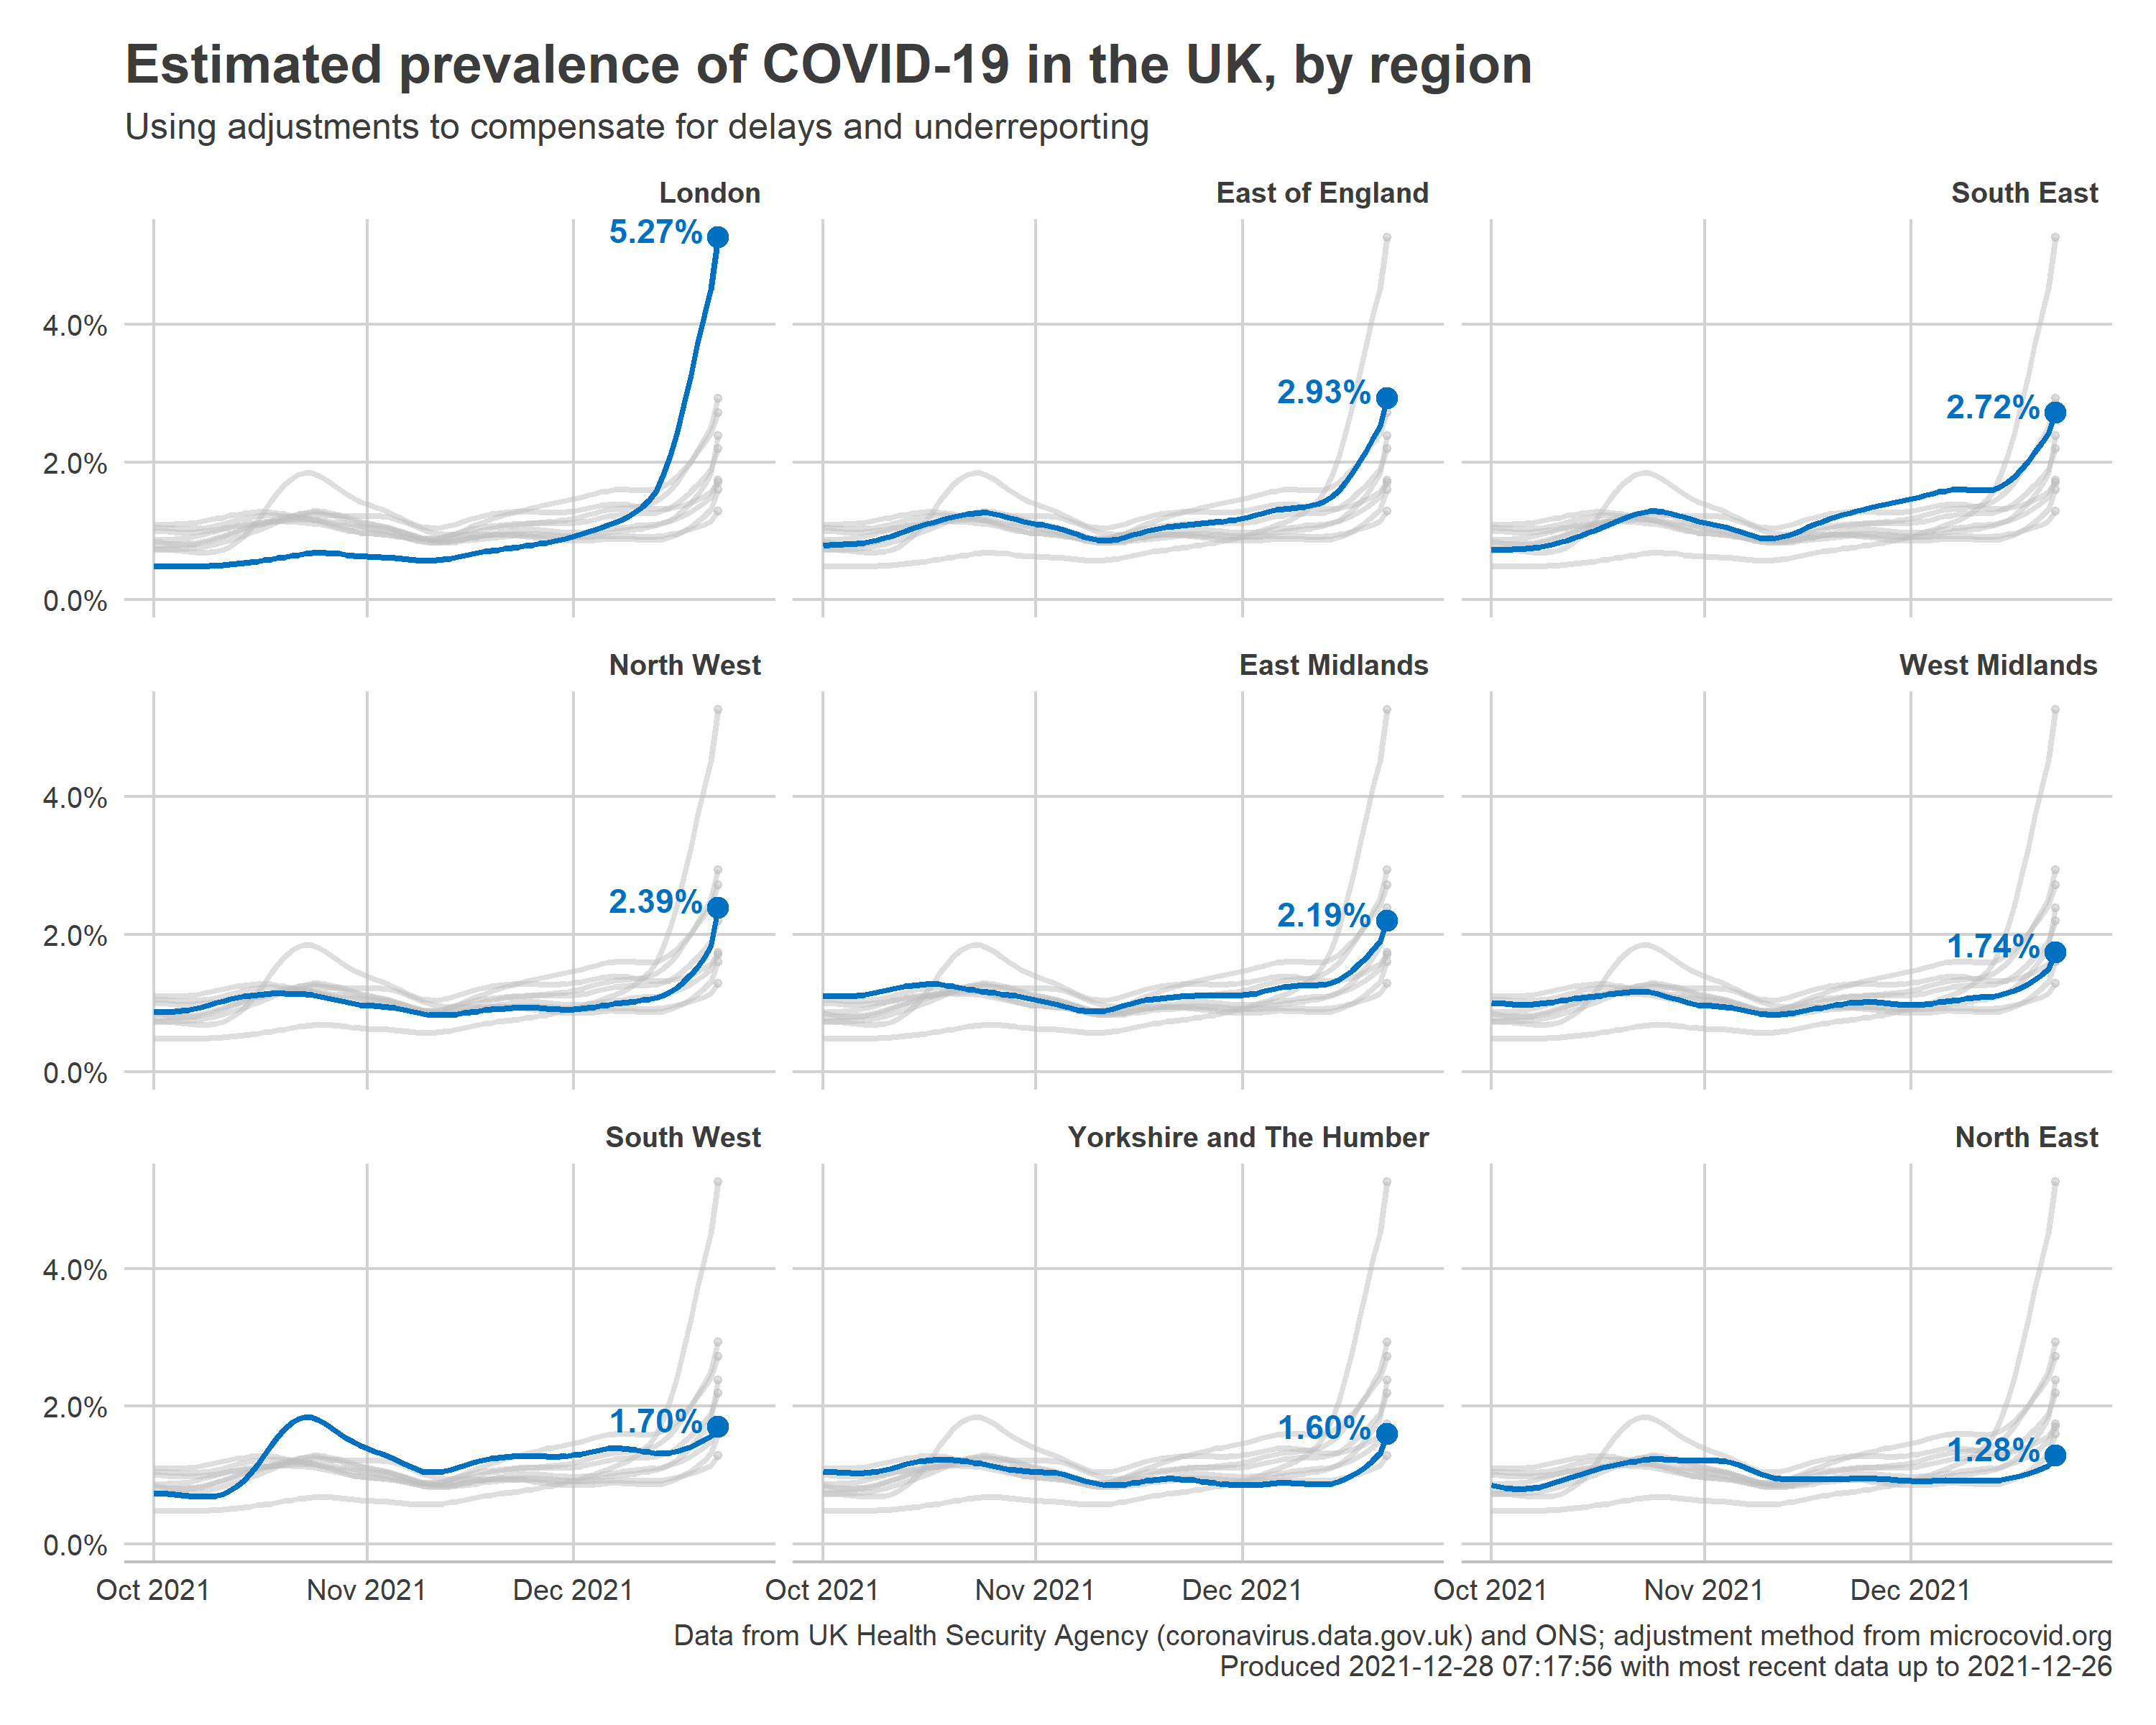 Estimated prevalence of COVID-19 in the UK, by region
Using adjustments to compensate for delays and underreporting
London
East of England
South East
5.27%
2.93%
2.72%
4.0%
2.0%
0.0%
North West
East Midlands
West Midlands
2.39%
2.19%
1.74%
4.0%
2.0%
0.0%
South West
Yorkshire and The Humber
North East
1.70%
1.60%
1.28%
4.0%
2.0%
0.0%
Oct 2021 Nov 2021 Dec 2021
Oct 2021 Nov 2021 Dec 2021
Oct 2021 Nov 2021 Dec 2021
Data from UK Health Security Agency (coronavirus.data.gov.uk) and ONS; adjustment method from microcovid.org
Produced 2021-12-28 07:17:56 with most recent data up to 2021-12-26